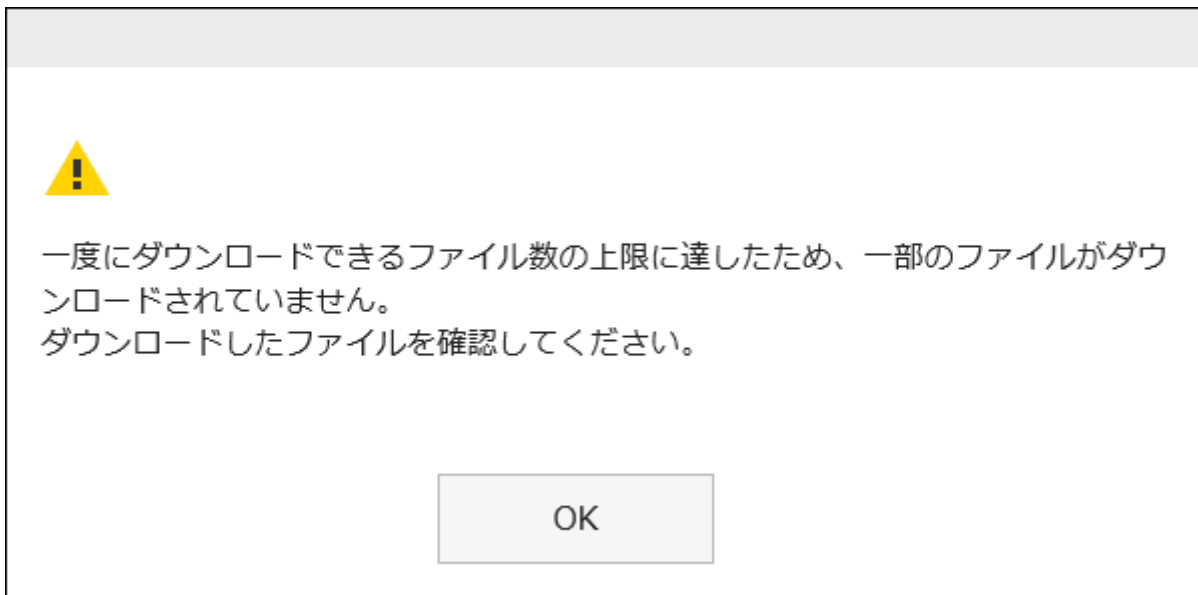 一度にダウンロードできるファイル数の上限に達したため、一部のファイルがダウ
ンロードされていません。
ダウンロードしたファイルを確認してください。
OK